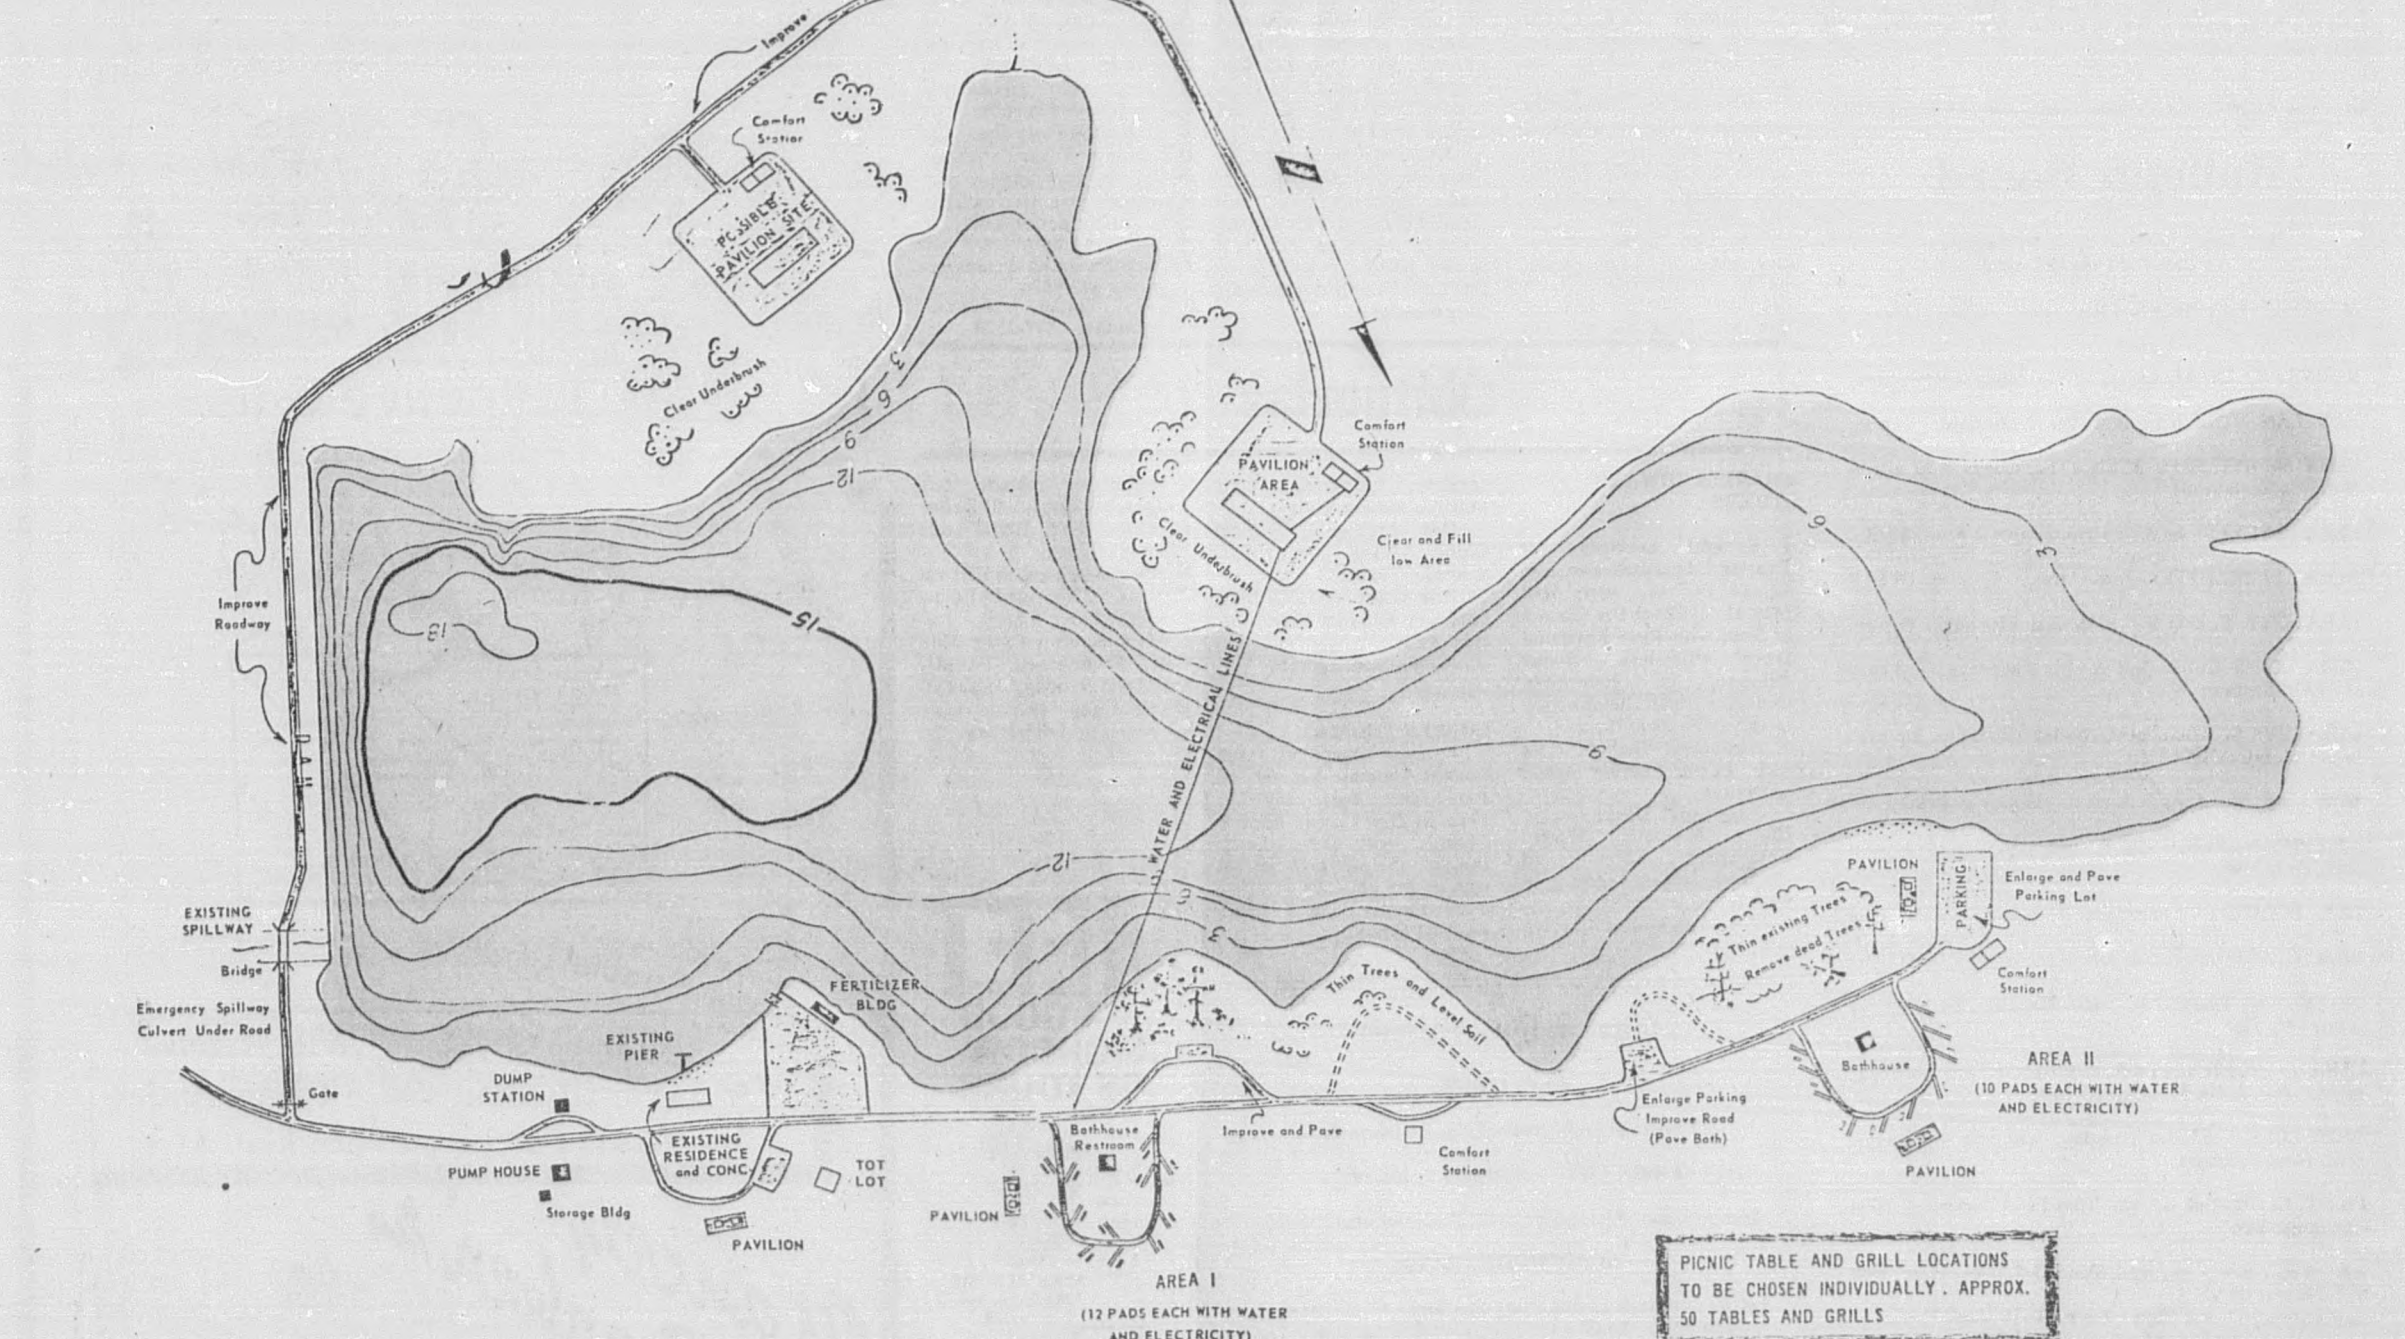 Improve
Comfort
Station
POSSIBLE
PAVILION SITE
Clear Underbrush
3
6
9
12
15
18
PAVILION
AREA
Comfort
Station
Clear Underbrush
Clear and Fill
low Area
6
3
9
Improve
Roadway
DAM
WATER AND ELECTRICAL LINES
12
3
EXISTING
SPILLWAY
Bridge
Emergency Spillway
Culvert Under Road
Gate
FERTILIZER
BLDG
EXISTING
PIER
DUMP
STATION
EXISTING
RESIDENCE
and CONC.
PUMP HOUSE
Storage Bldg
TOT
LOT
PAVILION
PAVILION
Bathhouse
Restroom
Improve and Pave
Thin Trees and Level Soil
Comfort
Station
Thin existing Trees
Remove dead Trees
PAVILION
PARKING
Enlarge and Pave
Parking Lot
Comfort
Station
Bathhouse
Enlarge Parking
Improve Road
(Pave Both)
AREA II
(10 PADS EACH WITH WATER
AND ELECTRICITY)
PAVILION
AREA I
(12 PADS EACH WITH WATER
AND ELECTRICITY)
PICNIC TABLE AND GRILL LOCATIONS
TO BE CHOSEN INDIVIDUALLY. APPROX.
50 TABLES AND GRILLS